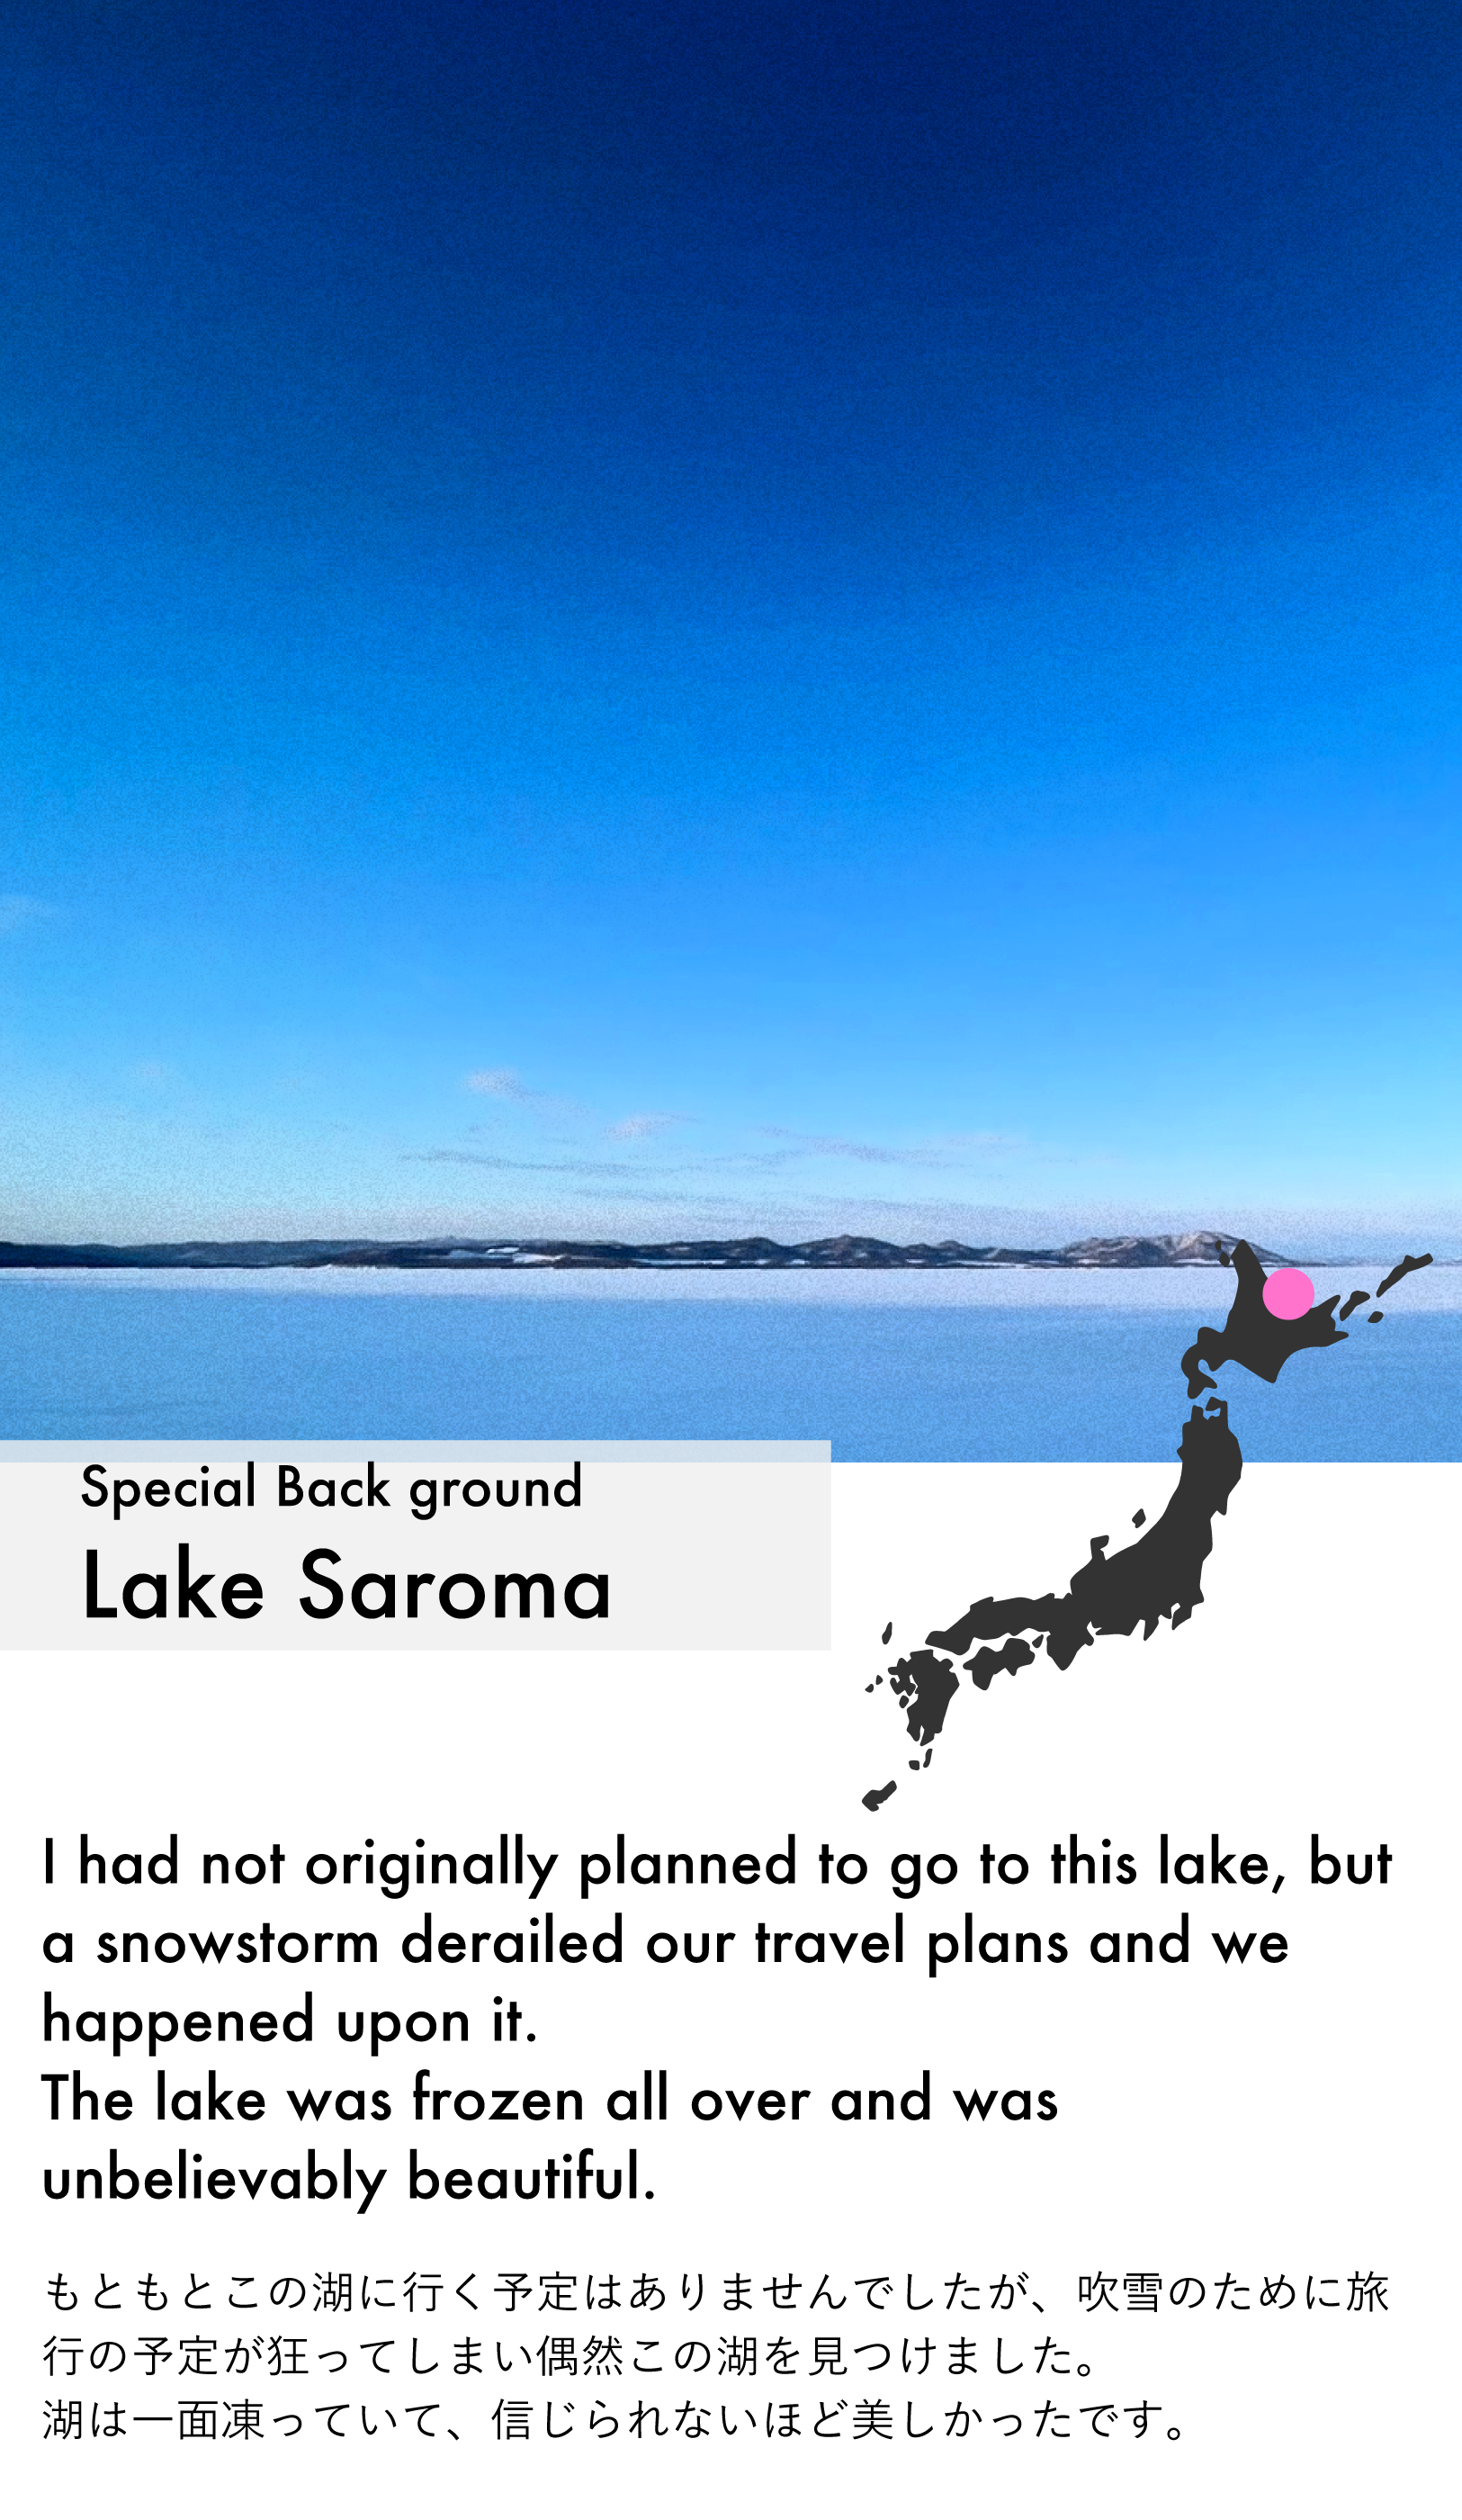 Special Back ground
Lake Saroma
I had not originally planned to go to this lake, but
a snowstorm derailed our travel plans and we
happened upon it.
The lake was frozen all over and was
unbelievably beautiful.
もともとこの湖に行く予定はありませんでしたが、吹雪のために旅
行の予定が狂ってしまい偶然この湖を見つけました。
湖は一面凍っていて、信じられないほど美しかったです。